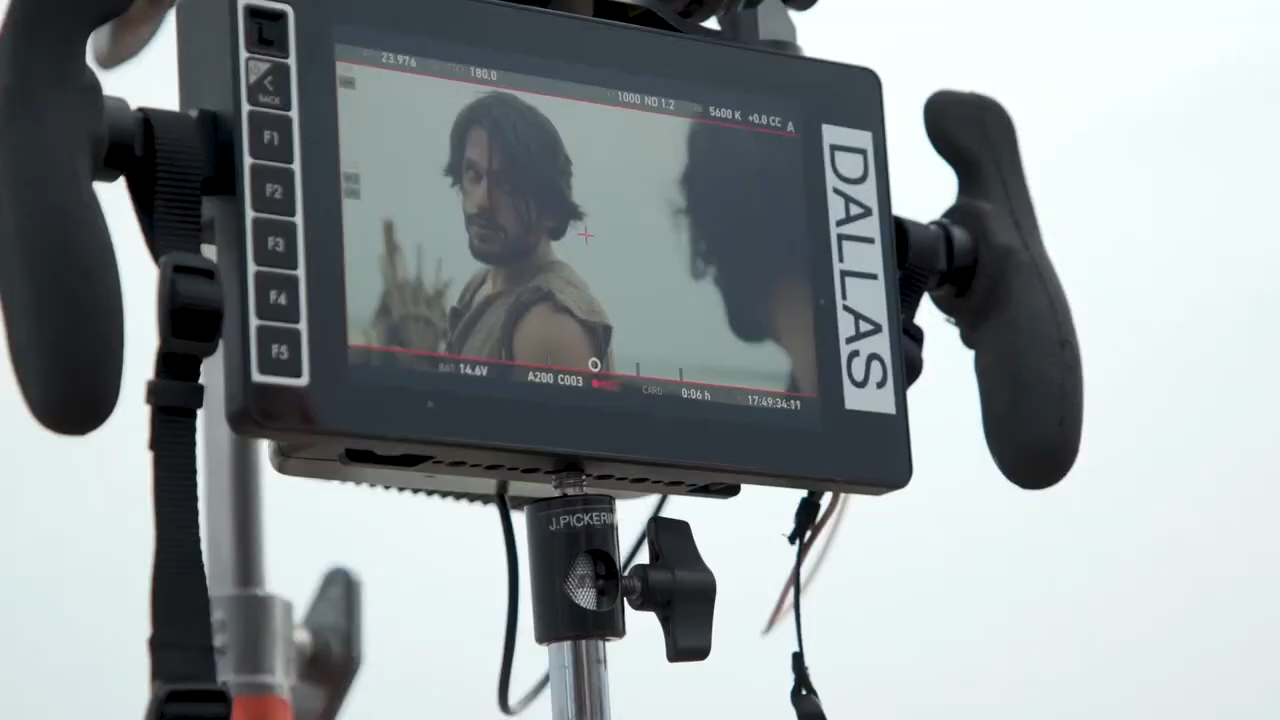 BACK
F1
F2
F3
F4
F5
23.976
180.0
1000 ND 1.2
5600 K +0.0 CC
A
BAT 14.6V
A200 C003
CARD
0:06 h
17:49:34:01
DALLAS
J.PICKERIN